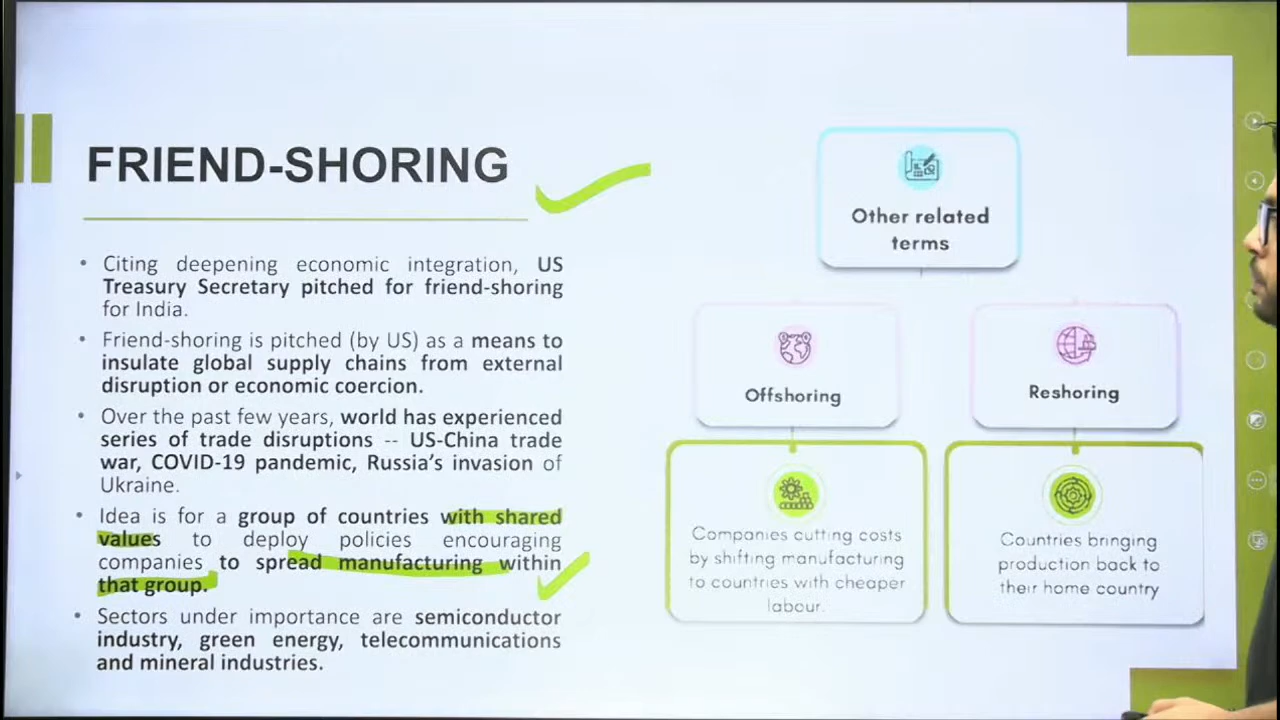 FRIEND-SHORING
• Citing deepening economic integration, US
Treasury Secretary pitched for friend-shoring
for India.
• Friend-shoring is pitched (by US) as a means to
insulate global supply chains from external
disruption or economic coercion.
• Over the past few years, world has experienced
series of trade disruptions -- US-China trade
war, COVID-19 pandemic, Russia's invasion of
Ukraine.
• Idea is for a group of countries with shared
values to deploy policies encouraging
companies to spread manufacturing within
that group.
• Sectors under importance are semiconductor
industry, green energy, telecommunications
and mineral industries.
Other related
terms
Offshoring
Companies cutting costs
by shifting manufacturing
to countries with cheaper
labour.
Reshoring
Countries bringing
production back to
their home country